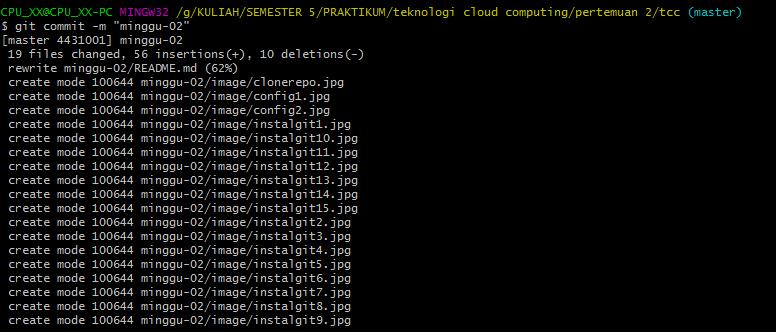 CPU_XX@CPU_XX-PC MINGW32 /g/KULIAH/SEMESTER 5/PRAKTIKUM/teknologi cloud computing/pertemuan 2/tcc (master)
$ git commit -m "minggu-02"
[master 4431001] minggu-02
 19 files changed, 56 insertions(+), 10 deletions(-)
 rewrite minggu-02/README.md (62%)
 create mode 100644 minggu-02/image/clonerepo.jpg
 create mode 100644 minggu-02/image/config1.jpg
 create mode 100644 minggu-02/image/config2.jpg
 create mode 100644 minggu-02/image/instalgit1.jpg
 create mode 100644 minggu-02/image/instalgit10.jpg
 create mode 100644 minggu-02/image/instalgit11.jpg
 create mode 100644 minggu-02/image/instalgit12.jpg
 create mode 100644 minggu-02/image/instalgit13.jpg
 create mode 100644 minggu-02/image/instalgit14.jpg
 create mode 100644 minggu-02/image/instalgit15.jpg
 create mode 100644 minggu-02/image/instalgit2.jpg
 create mode 100644 minggu-02/image/instalgit3.jpg
 create mode 100644 minggu-02/image/instalgit4.jpg
 create mode 100644 minggu-02/image/instalgit5.jpg
 create mode 100644 minggu-02/image/instalgit6.jpg
 create mode 100644 minggu-02/image/instalgit7.jpg
 create mode 100644 minggu-02/image/instalgit8.jpg
 create mode 100644 minggu-02/image/instalgit9.jpg